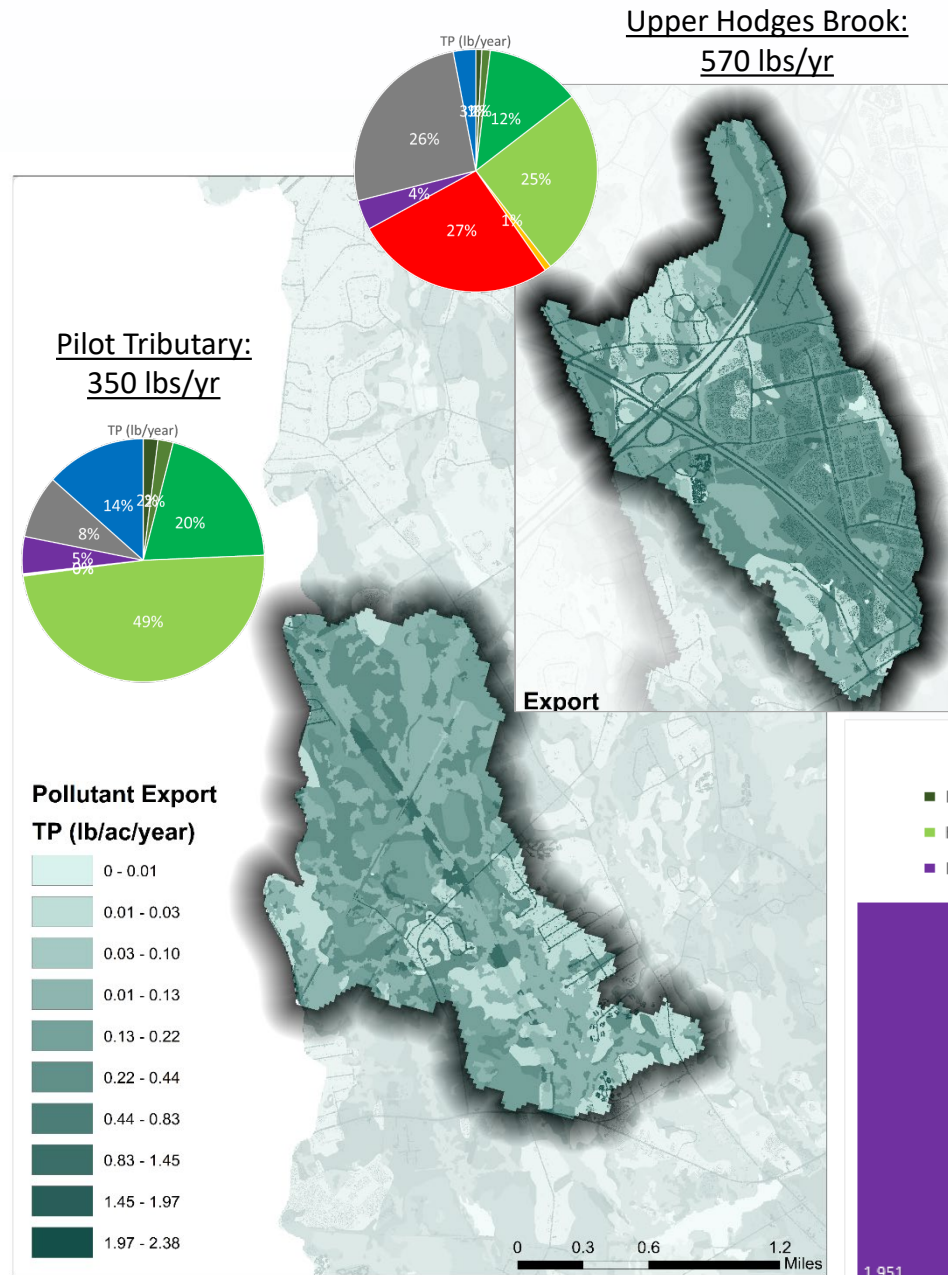 Upper Hodges Brook:
570 lbs/yr
TP (lb/year)
3%
12%
25%
1%
27%
4%
26%
Pilot Tributary:
350 lbs/yr
TP (lb/year)
14%
2%
2%
20%
8%
5%
0%
49%
Export
Pollutant Export
TP (lb/ac/year)
0 - 0.01
0.01 - 0.03
0.03 - 0.10
0.01 - 0.13
0.13 - 0.22
0.22 - 0.44
0.44 - 0.83
0.83 - 1.45
1.45 - 1.97
1.97 - 2.38
0 0.3 0.6 1.2
Miles
1,951